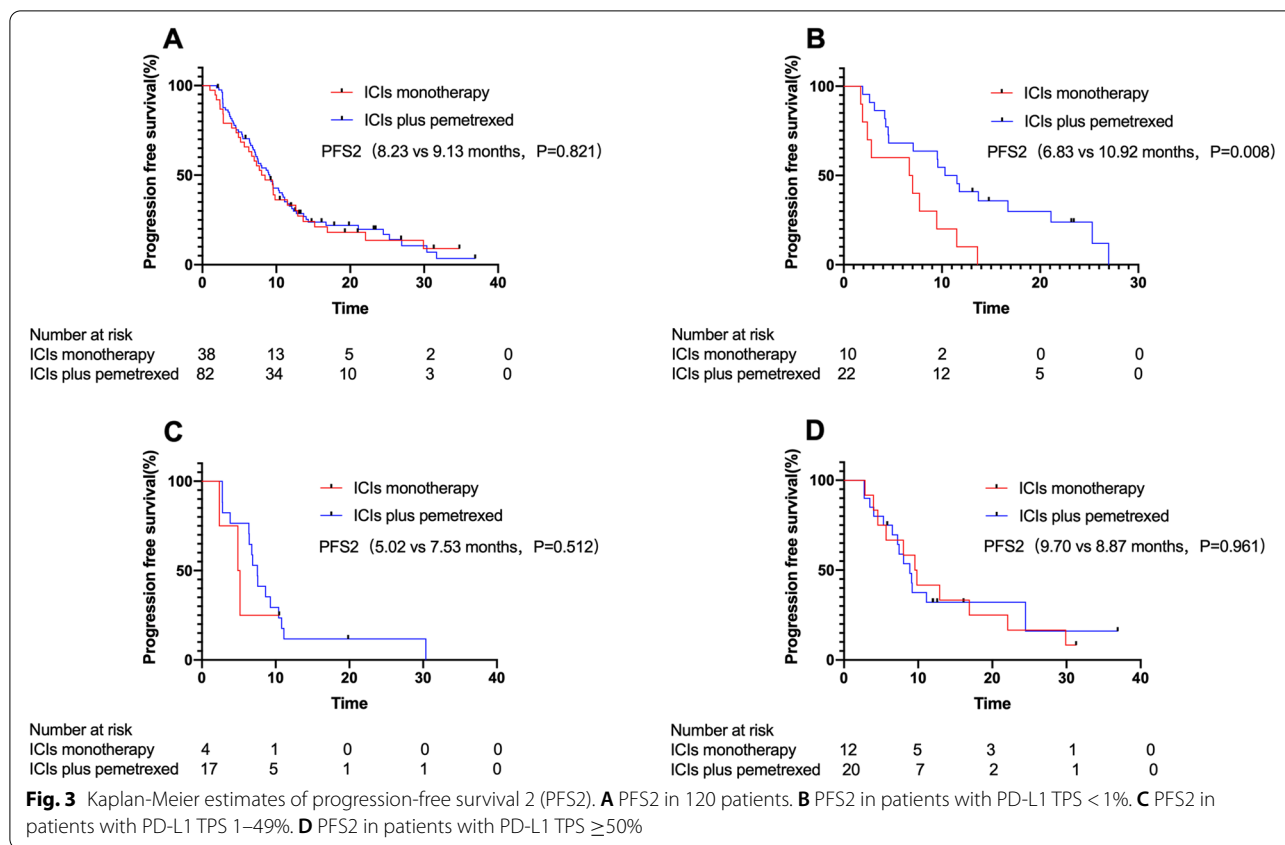 A
Progression free survival(%)
100
50
0
0 10 20 30 40
Time
ICIs monotherapy
ICIs plus pemetrexed
PFS2 (8.23 vs 9.13 months, P=0.821)
Number at risk
ICIs monotherapy 38 13 5 2 0
ICIs plus pemetrexed 82 34 10 3 0
B
Progression free survival(%)
100
50
0
0 10 20 30
Time
ICIs monotherapy
ICIs plus pemetrexed
PFS2 (6.83 vs 10.92 months, P=0.008)
Number at risk
ICIs monotherapy 10 2 0 0
ICIs plus pemetrexed 22 12 5 0
C
Progression free survival(%)
100
50
0
0 10 20 30 40
Time
ICIs monotherapy
ICIs plus pemetrexed
PFS2 (5.02 vs 7.53 months, P=0.512)
Number at risk
ICIs monotherapy 4 1 0 0 0
ICIs plus pemetrexed 17 5 1 1 0
D
Progression free survival(%)
100
50
0
0 10 20 30 40
Time
ICIs monotherapy
ICIs plus pemetrexed
PFS2 (9.70 vs 8.87 months, P=0.961)
Number at risk
ICIs monotherapy 12 5 3 1 0
ICIs plus pemetrexed 20 7 2 1 0
Fig. 3 Kaplan-Meier estimates of progression-free survival 2 (PFS2). A PFS2 in 120 patients. B PFS2 in patients with PD-L1 TPS < 1%. C PFS2 in
patients with PD-L1 TPS 1–49%. D PFS2 in patients with PD-L1 TPS ≥50%